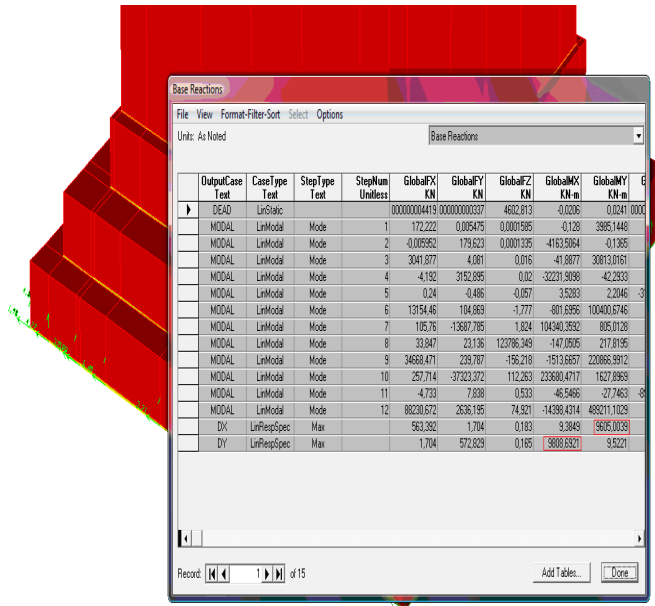 Base Reactions
File View Format-Filter-Sort Select Options
Units: As Noted Base Reactions
OutputCase CaseType StepType StepNum GlobalFX GlobalFY GlobalFZ GlobalMX GlobalMY
Text Text Text Unitless KN KN KN KN-m KN-m
DEAD LinStatic 000000004419 000000000337 4602,813 -0,0206 0,0241 0000
MODAL LinModal Mode 1 172,222 0,005475 0,0001585 -0,128 3985,1448
MODAL LinModal Mode 2 -0,005952 179,623 0,0001335 -4163,5064 -0,1365
MODAL LinModal Mode 3 3041,877 4,081 0,016 -41,8877 30813,0161
MODAL LinModal Mode 4 -4,192 3152,895 0,02 -32231,9098 -42,2933
MODAL LinModal Mode 5 0,24 -0,486 -0,057 3,5283 2,2046
MODAL LinModal Mode 6 13154,46 104,869 -1,777 -801,6956 100400,6746
MODAL LinModal Mode 7 105,76 -13687,785 1,824 104340,3592 805,0128
MODAL LinModal Mode 8 33,847 23,136 123786,349 -147,0505 217,8195
MODAL LinModal Mode 9 34668,471 239,787 -156,218 -1513,6657 220866,9912
MODAL LinModal Mode 10 257,714 -37323,372 112,263 233680,4717 1627,8969
MODAL LinModal Mode 11 -4,733 7,838 0,533 -46,5466 -27,7463
MODAL LinModal Mode 12 88230,672 2636,195 74,921 -14398,4314 489211,1029
DX LinRespSpec Max 563,392 1,704 0,183 9,3849 9605,0039
DY LinRespSpec Max 1,704 572,829 0,165 9808,6921 9,5221
Record: 1 of 15 Add Tables... Done